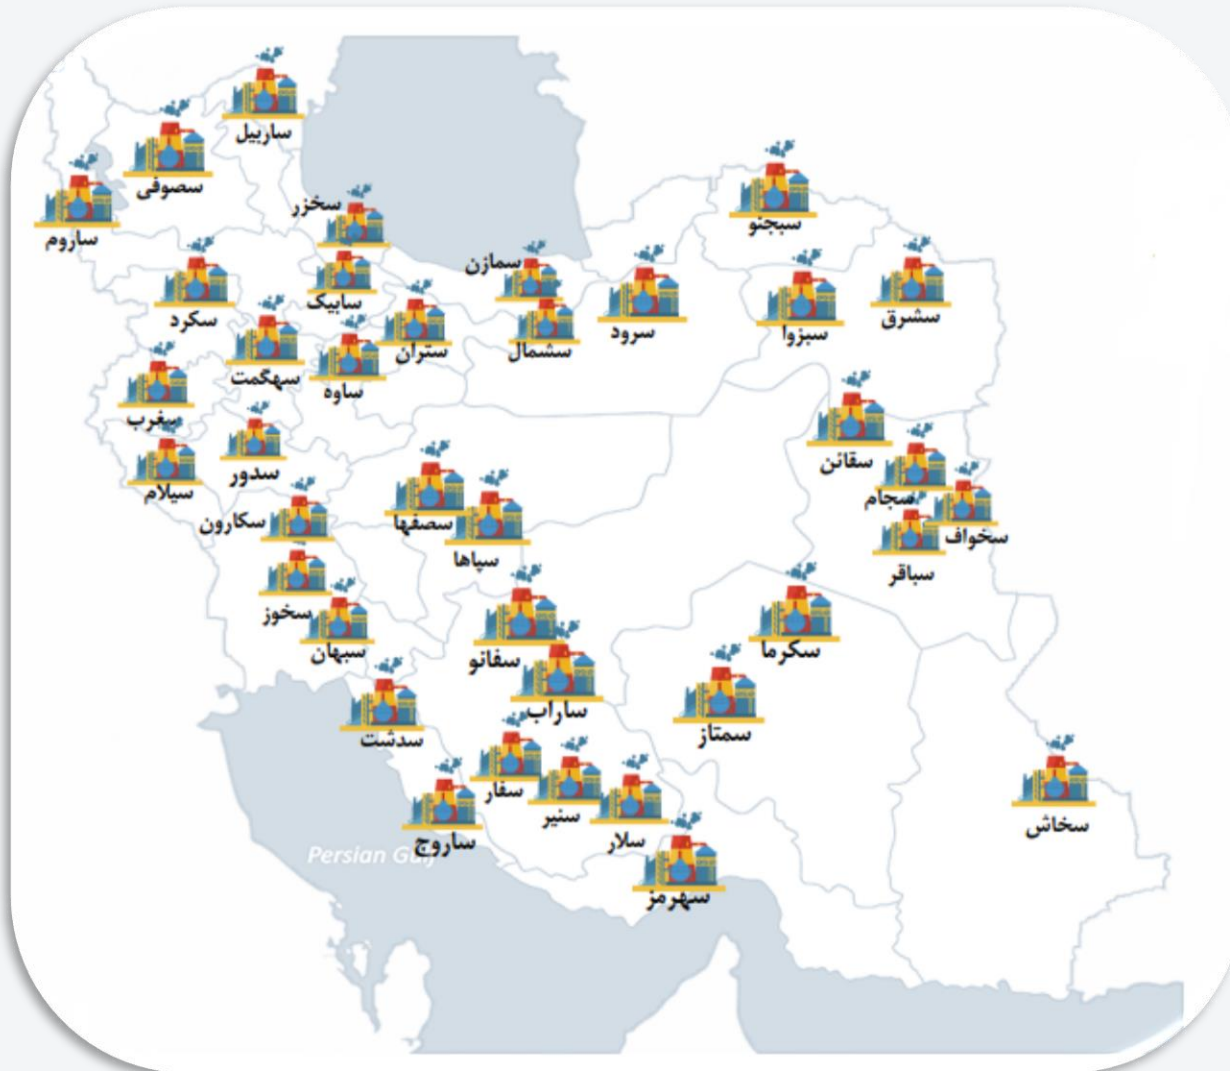 ساربیل
سصوفی
ساروم
سخزر
سبجنو
سمازن
سابیک
سکرد
سرود
سبزوا
سشرق
ستران
سشمال
سهگمت
ساوه
سغرب
سدور
سیلام
سقائن
سجام
سکارون
سصفها
سخواف
سپاها
سباقر
سخوز
سبهان
سفانو
سکرما
ساراب
سدشت
سمتاز
سفار
سنیر
سخاش
ساروج
سلار
Persian Gulf
سهرمز